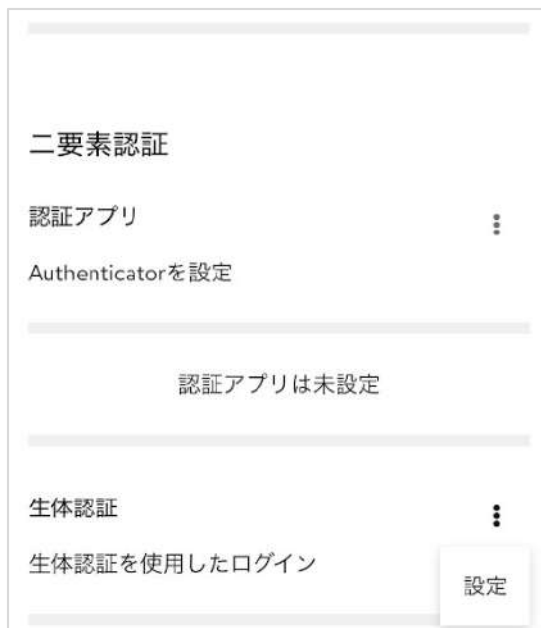 二要素認証
認証アプリ
Authenticatorを設定
認証アプリは未設定
生体認証
生体認証を使用したログイン
設定